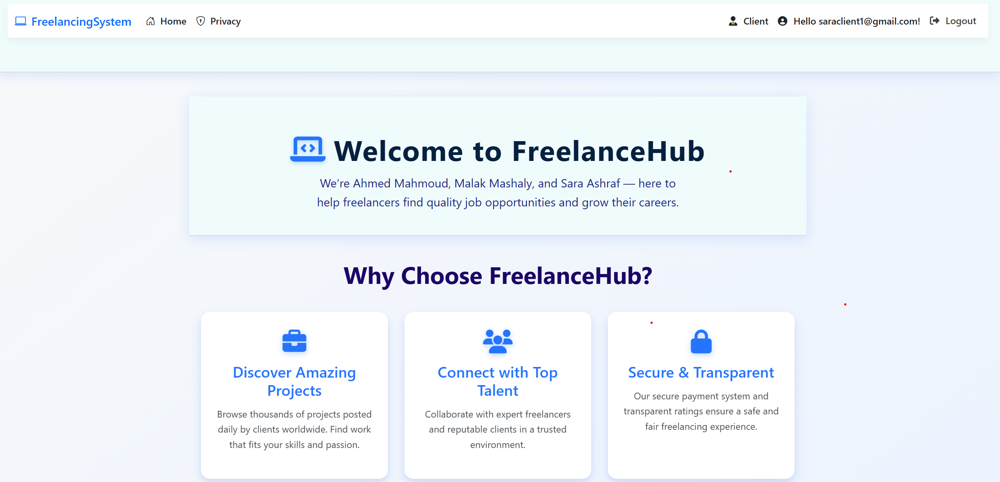 FreelancingSystem Home Privacy Client Hello saraclient1@gmail.com! Logout
Welcome to FreelanceHub
We’re Ahmed Mahmoud, Malak Mashaly, and Sara Ashraf — here to
help freelancers find quality job opportunities and grow their careers.
Why Choose FreelanceHub?
Discover Amazing
Projects
Browse thousands of projects posted
daily by clients worldwide. Find work
that fits your skills and passion.
Connect with Top
Talent
Collaborate with expert freelancers
and reputable clients in a trusted
environment.
Secure & Transparent
Our secure payment system and
transparent ratings ensure a safe and
fair freelancing experience.